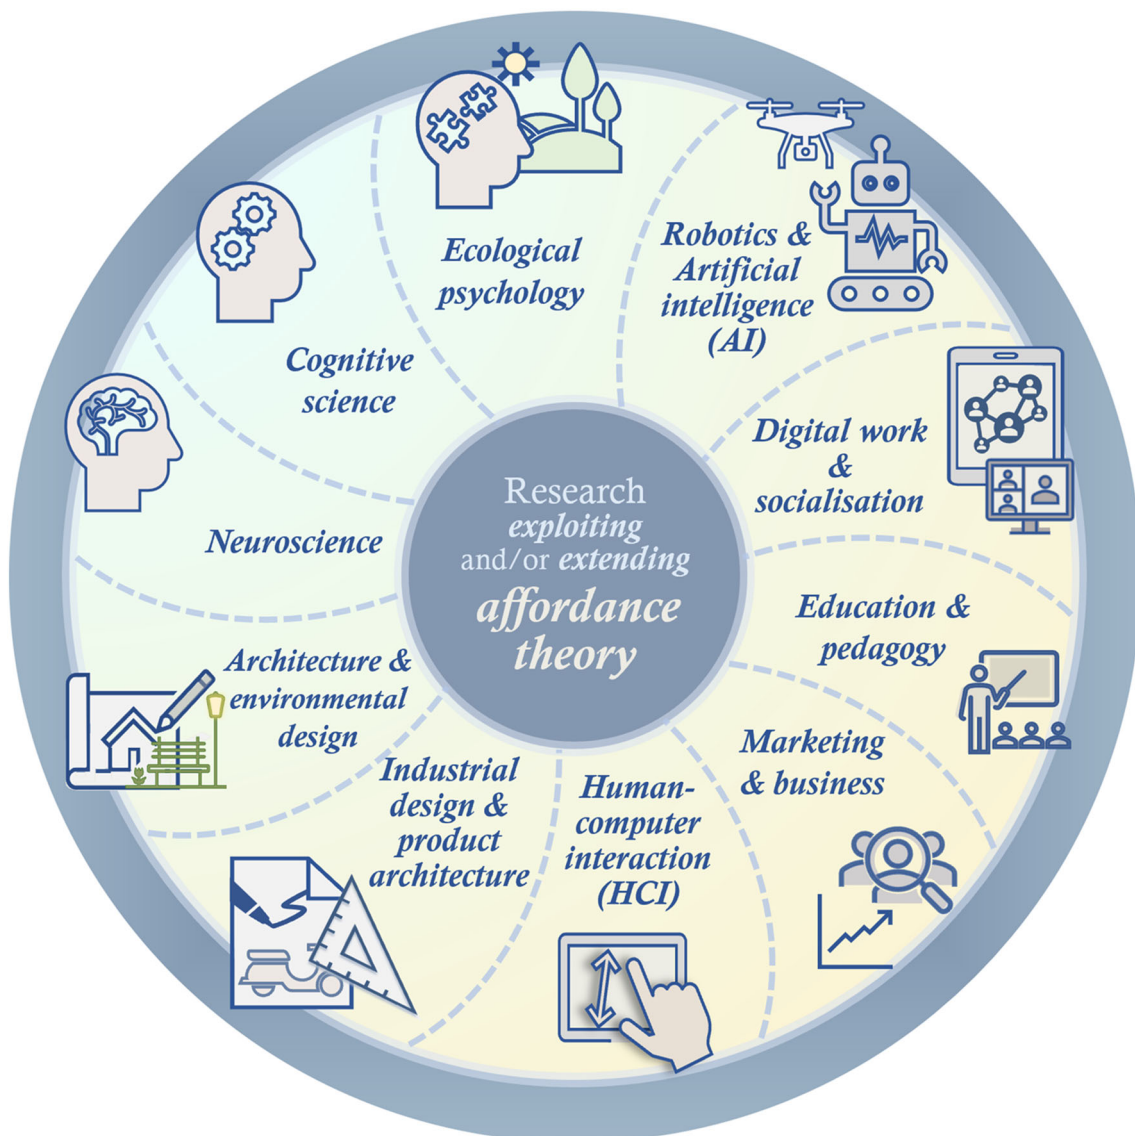 Ecological
psychology
Robotics &
Artificial
intelligence
(AI)
Digital work
&
socialisation
Education &
pedagogy
Marketing
& business
Human-
computer
interaction
(HCI)
Industrial
design &
product
architecture
Architecture &
environmental
design
Neuroscience
Cognitive
science
Research
exploiting
and/or extending
affordance
theory